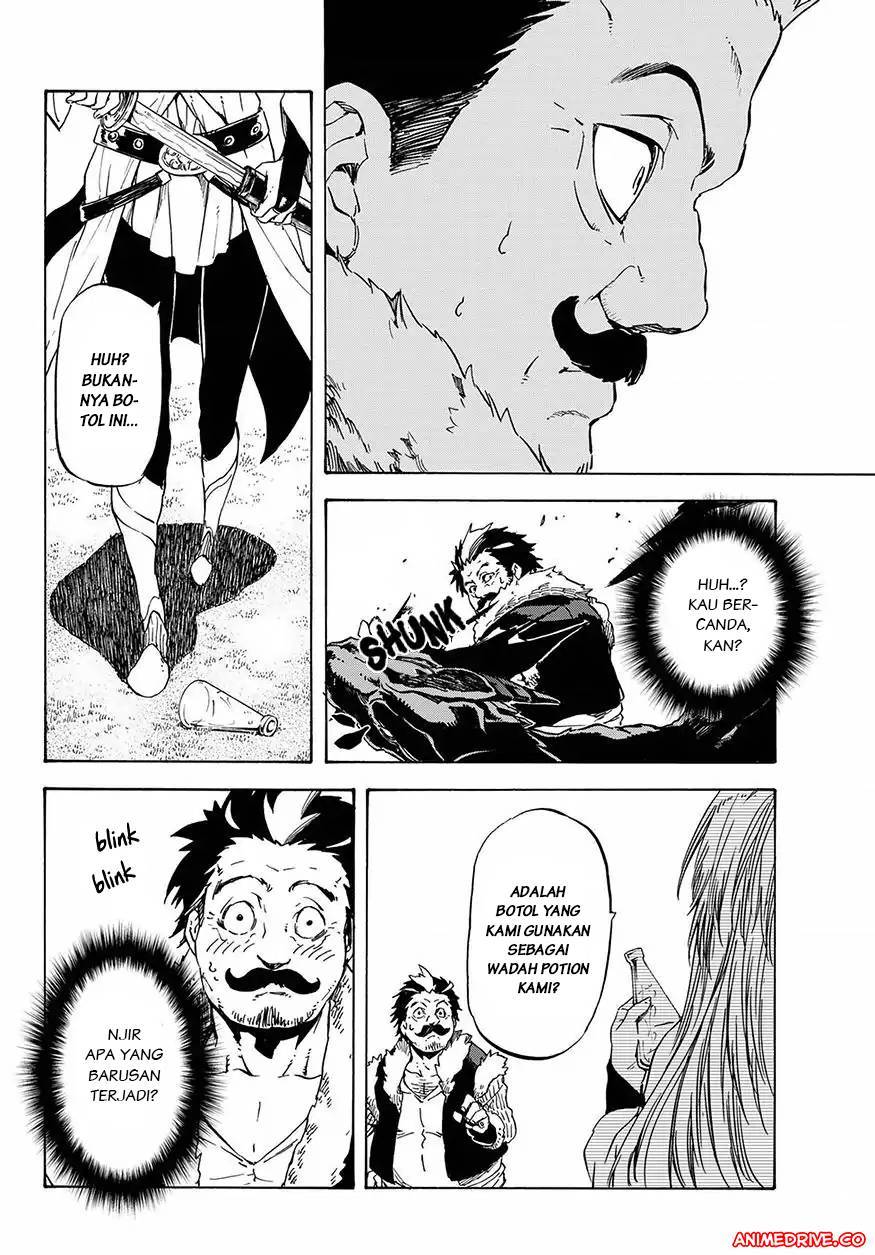 HUH?
BUKAN-
NYA BO-
TOL INI...
HUH...?
KAU BER-
CANDA,
KAN?
SHUNK
ADALAH
BOTOL YANG
KAMI GUNAKAN
SEBAGAI
WADAH POTION
KAMI?
blink
blink
NJIR
APA YANG
BARUSAN
TERJADI?
ANIMEDRIVE.CO